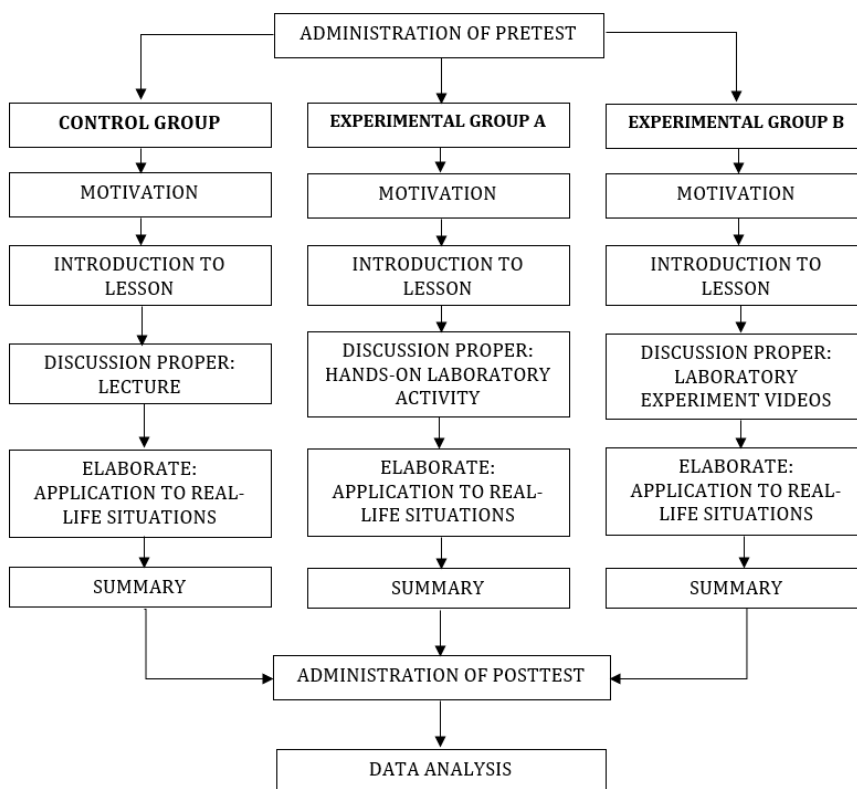 ADMINISTRATION OF PRETEST
CONTROL GROUP
EXPERIMENTAL GROUP A
EXPERIMENTAL GROUP B
MOTIVATION
MOTIVATION
MOTIVATION
INTRODUCTION TO
LESSON
INTRODUCTION TO
LESSON
INTRODUCTION TO
LESSON
DISCUSSION PROPER:
LECTURE
DISCUSSION PROPER:
HANDS-ON LABORATORY
ACTIVITY
DISCUSSION PROPER:
LABORATORY
EXPERIMENT VIDEOS
ELABORATE:
APPLICATION TO REAL-
LIFE SITUATIONS
ELABORATE:
APPLICATION TO REAL-
LIFE SITUATIONS
ELABORATE:
APPLICATION TO REAL-
LIFE SITUATIONS
SUMMARY
SUMMARY
SUMMARY
ADMINISTRATION OF POSTTEST
DATA ANALYSIS